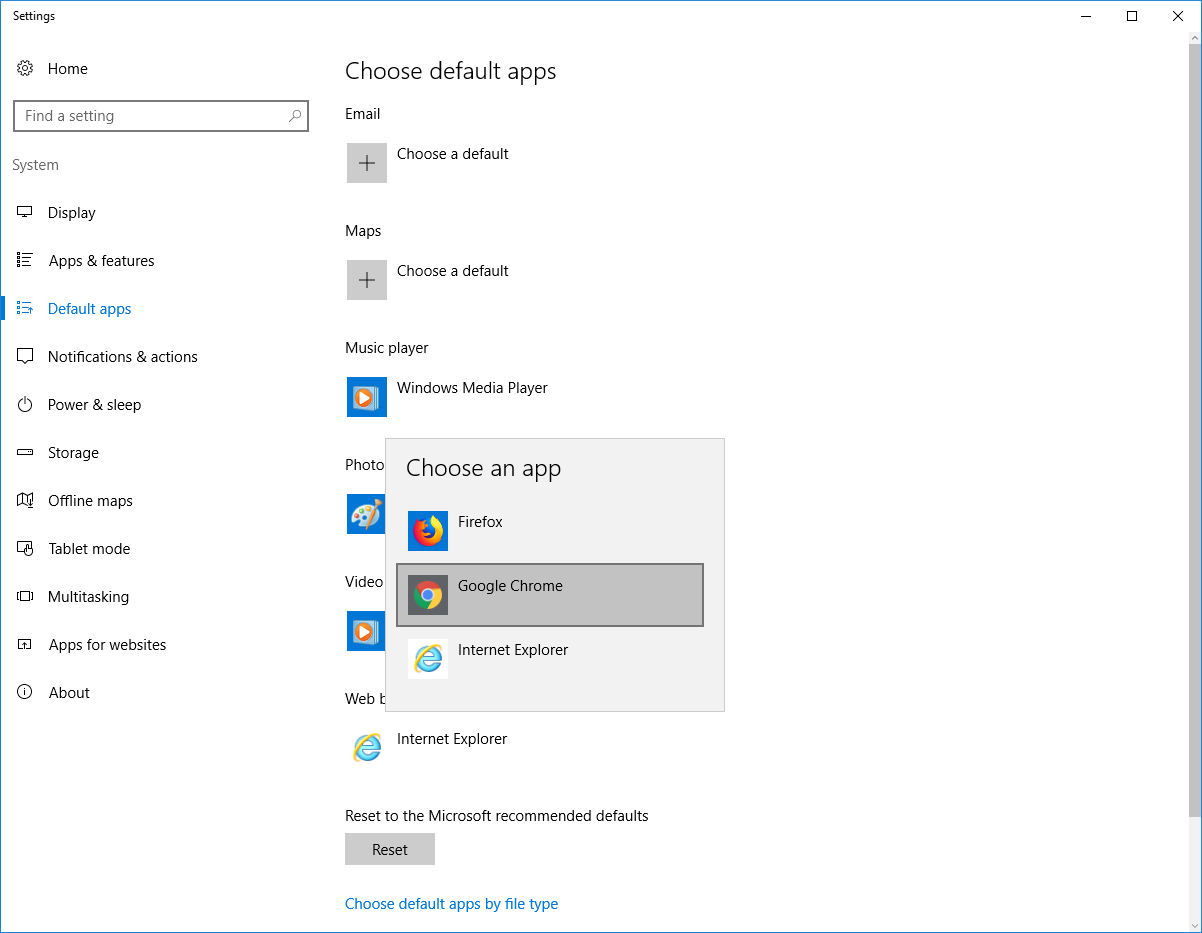 Settings
Home
Find a setting
System
Display
Apps & features
Default apps
Notifications & actions
Power & sleep
Storage
Offline maps
Tablet mode
Multitasking
Apps for websites
About
Choose default apps
Email
Choose a default
Maps
Choose a default
Music player
Windows Media Player
Photo
Video
Web b
Choose an app
Firefox
Google Chrome
Internet Explorer
Internet Explorer
Reset to the Microsoft recommended defaults
Reset
Choose default apps by file type